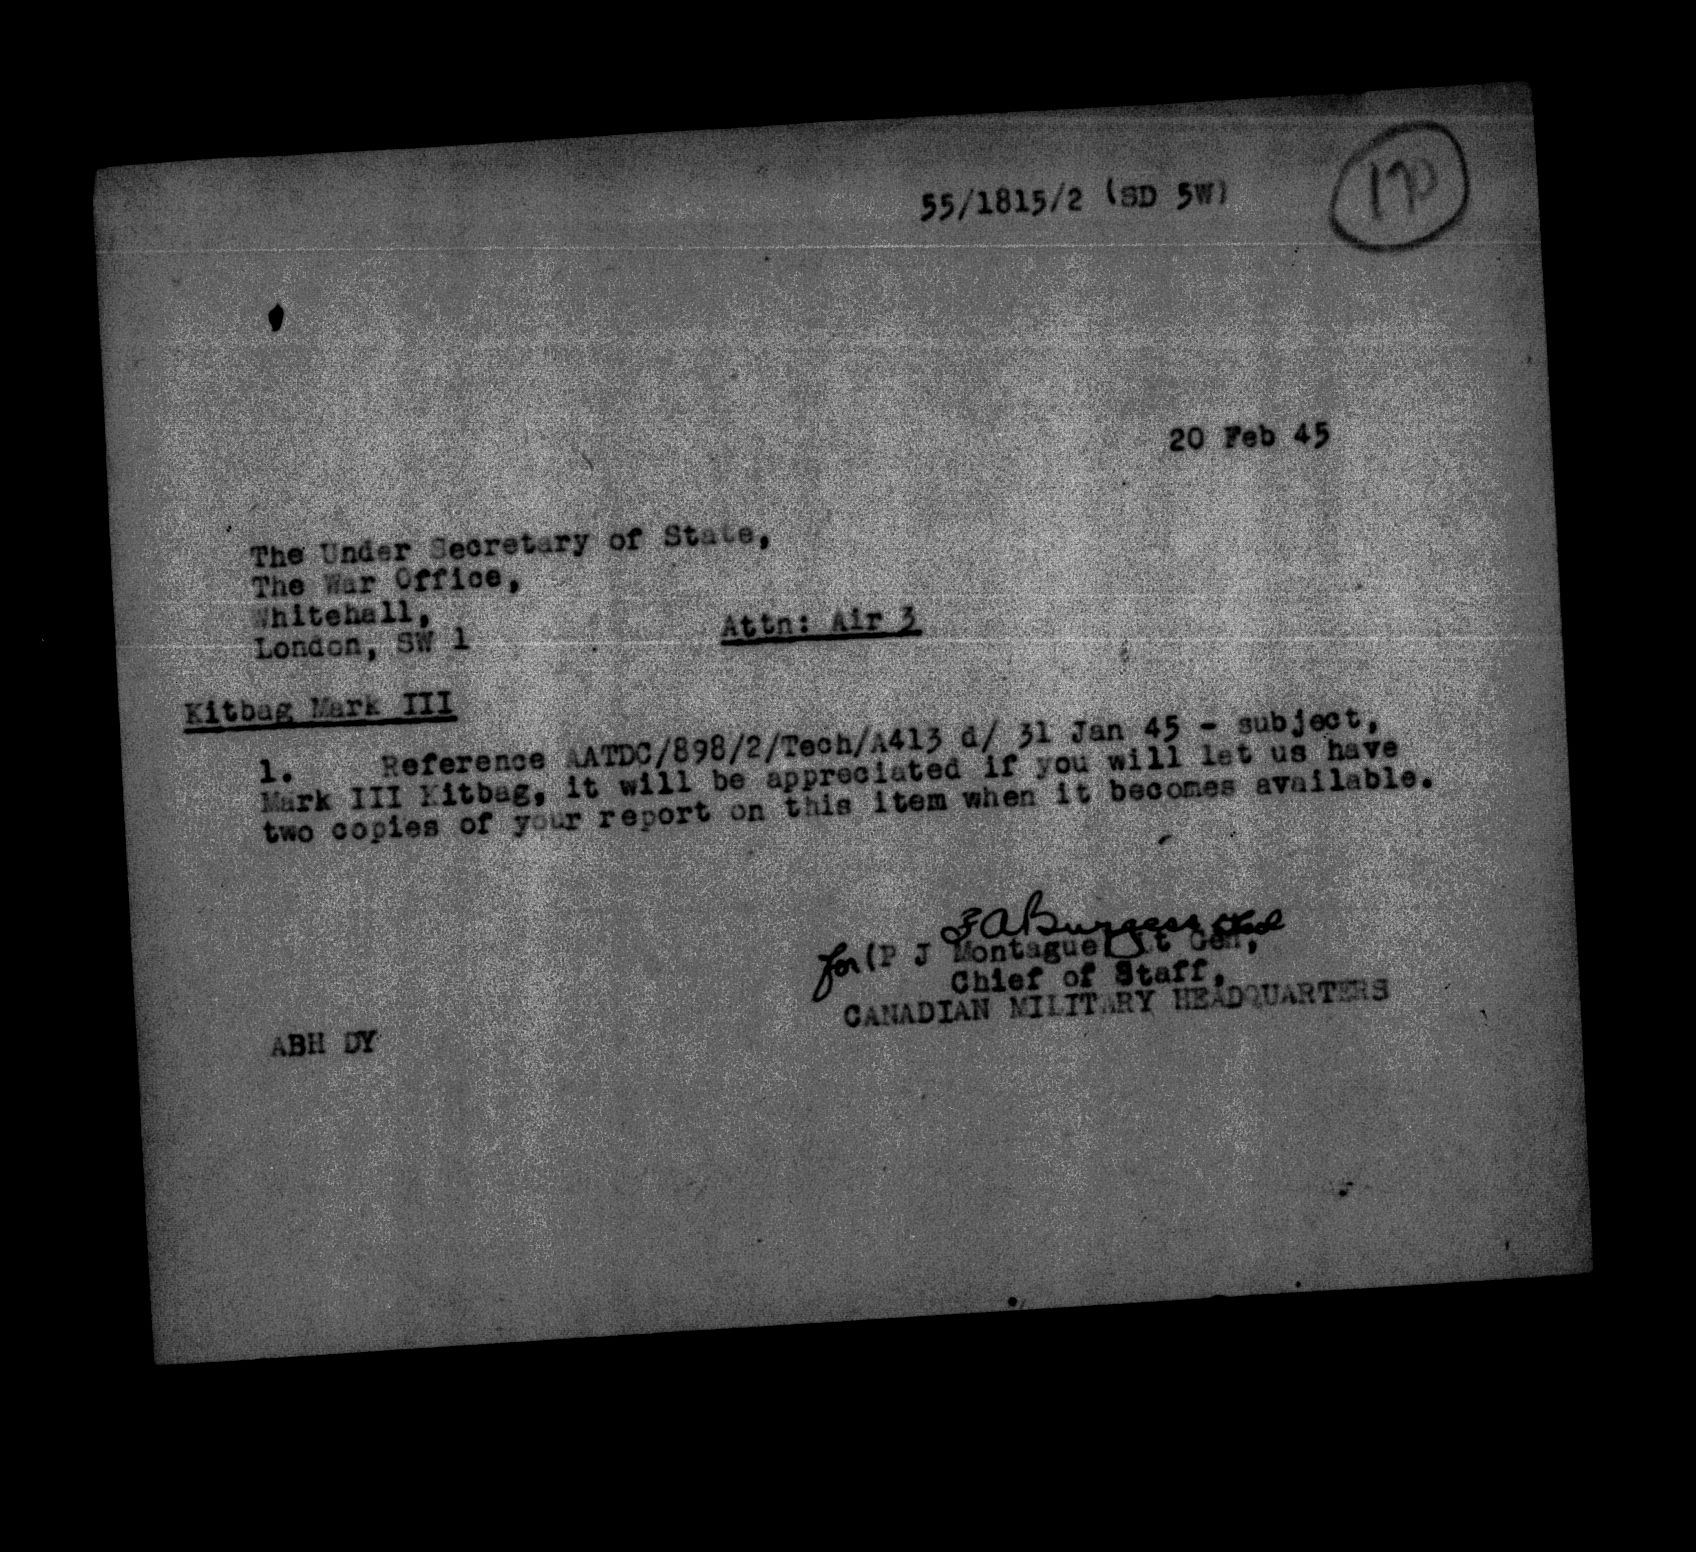 55/1815/2 (SD 5W)
20 Feb 45
The Under Secretary of State,
The War Office,
Whitehall,
London, SW 1
Attn: Air 3
Kitbag Mark III
1. Reference AATDC/898/2/Tech/A413 d/ 31 Jan 45 - subject,
Mark III Kitbag, it will be appreciated if you will let us have
two copies of your report on this item when it becomes available.
F A Burgess
for (P J Montague) Lt Gen,
Chief of Staff,
CANADIAN MILITARY HEADQUARTERS
ABH DY